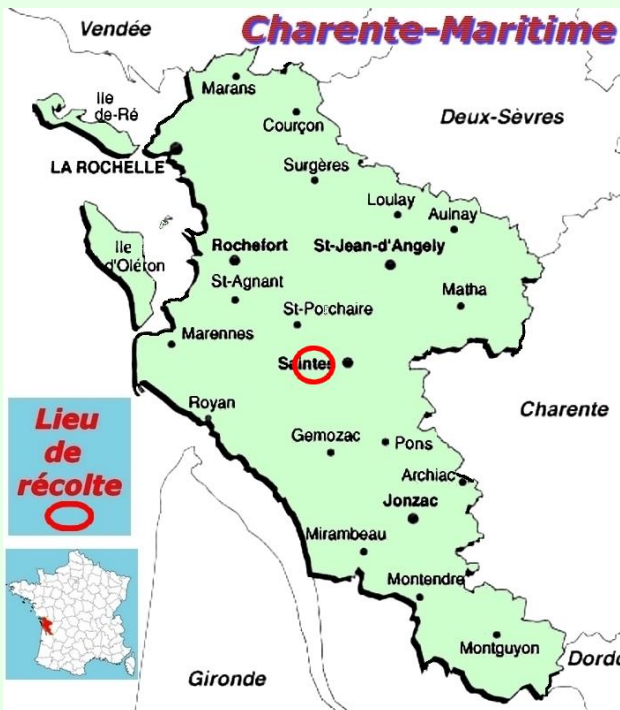 Vendée
Charente-Maritime
Marans
Ile
de-Ré
Courçon
Deux-Sèvres
LA ROCHELLE
Surgères
Loulay
Aulnay
Rochefort
St-Jean-d'Angely
Ile
d'Oléron
St-Agnant
Matha
St-Porchaire
Marennes
Saintes
Royan
Charente
Lieu
de
récolte
Gemozac
Pons
Archiac
Jonzac
Mirambeau
Montendre
Montguyon
Gironde
Dordo